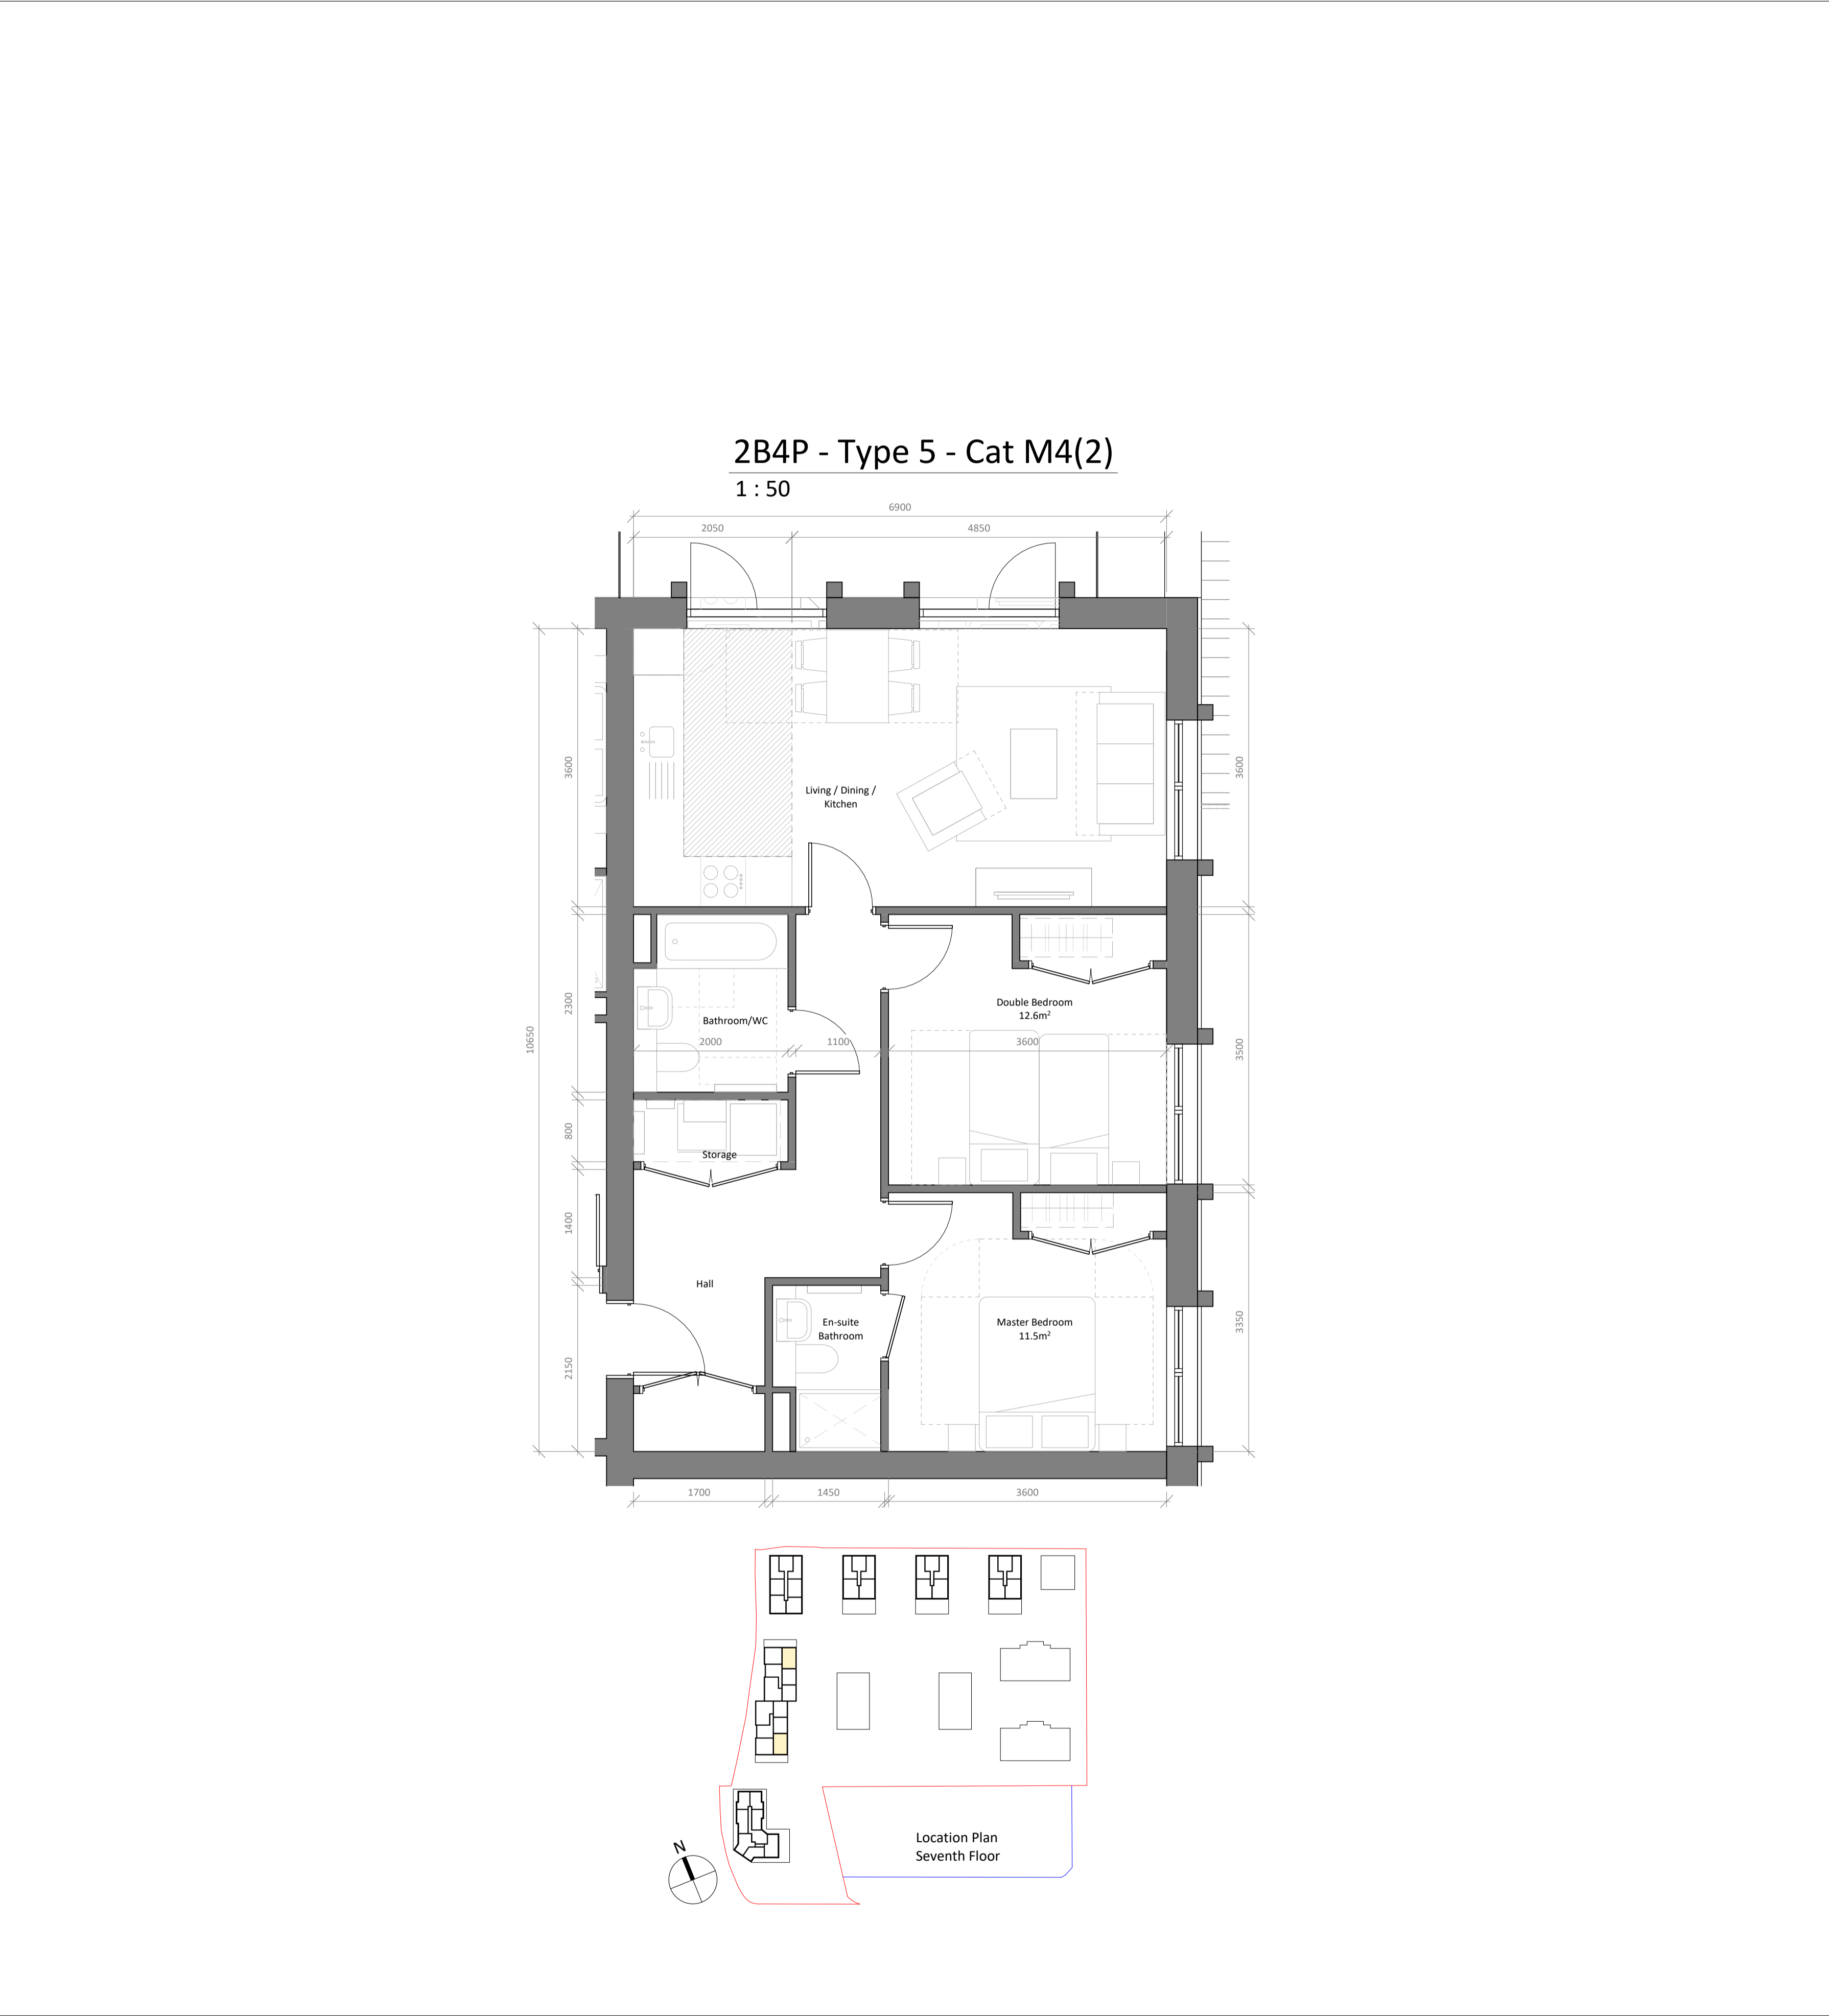 2B4P - Type 5 - Cat M4(2)
1 : 50
6900
2050
4850
3600
3600
Living / Dining /
Kitchen
10650
2300
Bathroom/WC
2000
1100
3600
Double Bedroom
12.6m²
3500
800
Storage
1400
Hall
En-suite
Bathroom
Master Bedroom
11.5m²
3350
2150
1700
1450
3600
N
Location Plan
Seventh Floor